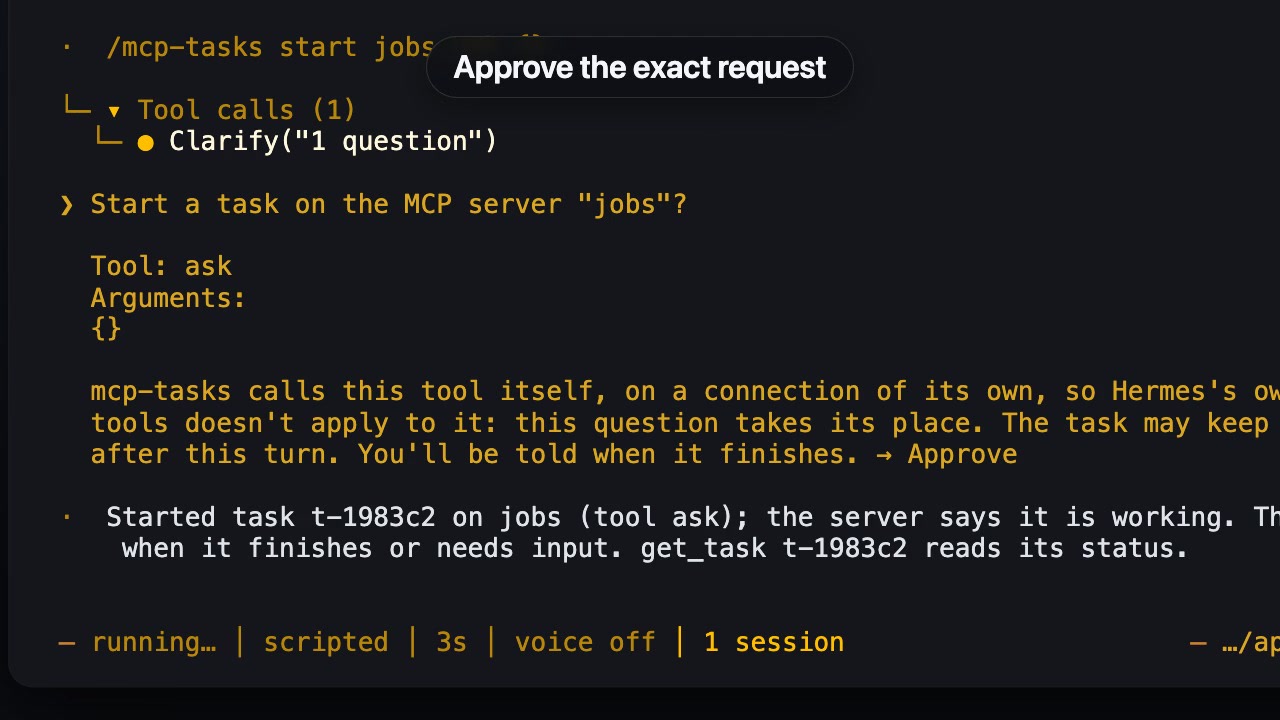 · /mcp-tasks start jobs
Approve the exact request
└─ ▾ Tool calls (1)
└─ ● Clarify("1 question")
❯ Start a task on the MCP server "jobs"?
Tool: ask
Arguments:
{}
mcp-tasks calls this tool itself, on a connection of its own, so Hermes's
tools doesn't apply to it: this question takes its place. The task may keep
after this turn. You'll be told when it finishes. → Approve
· Started task t-1983c2 on jobs (tool ask); the server says it is working.
when it finishes or needs input. get_task t-1983c2 reads its status.
— running… │ scripted │ 3s │ voice off │ 1 session — …/ap